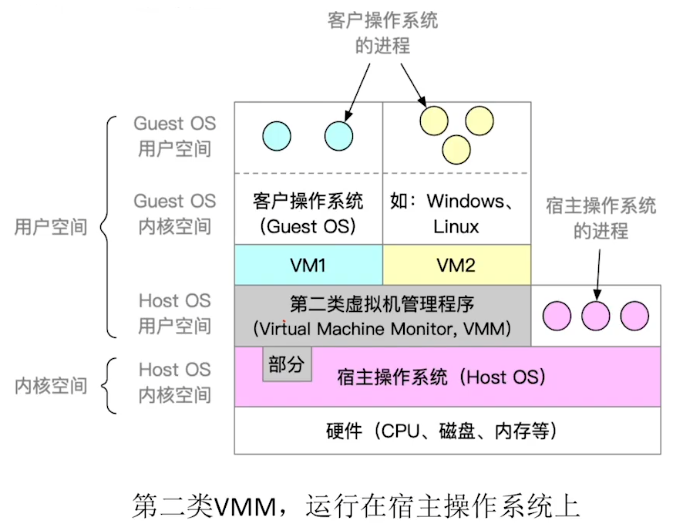 客户操作系统
的进程
Guest OS
用户空间
Guest OS
内核空间
客户操作系统
(Guest OS)
如：Windows、
Linux
宿主操作系统
的进程
用户空间
VM1
VM2
Host OS
用户空间
第二类虚拟机管理程序
(Virtual Machine Monitor, VMM)
内核空间
Host OS
内核空间
部分
宿主操作系统（Host OS）
硬件（CPU、磁盘、内存等）
第二类VMM，运行在宿主操作系统上